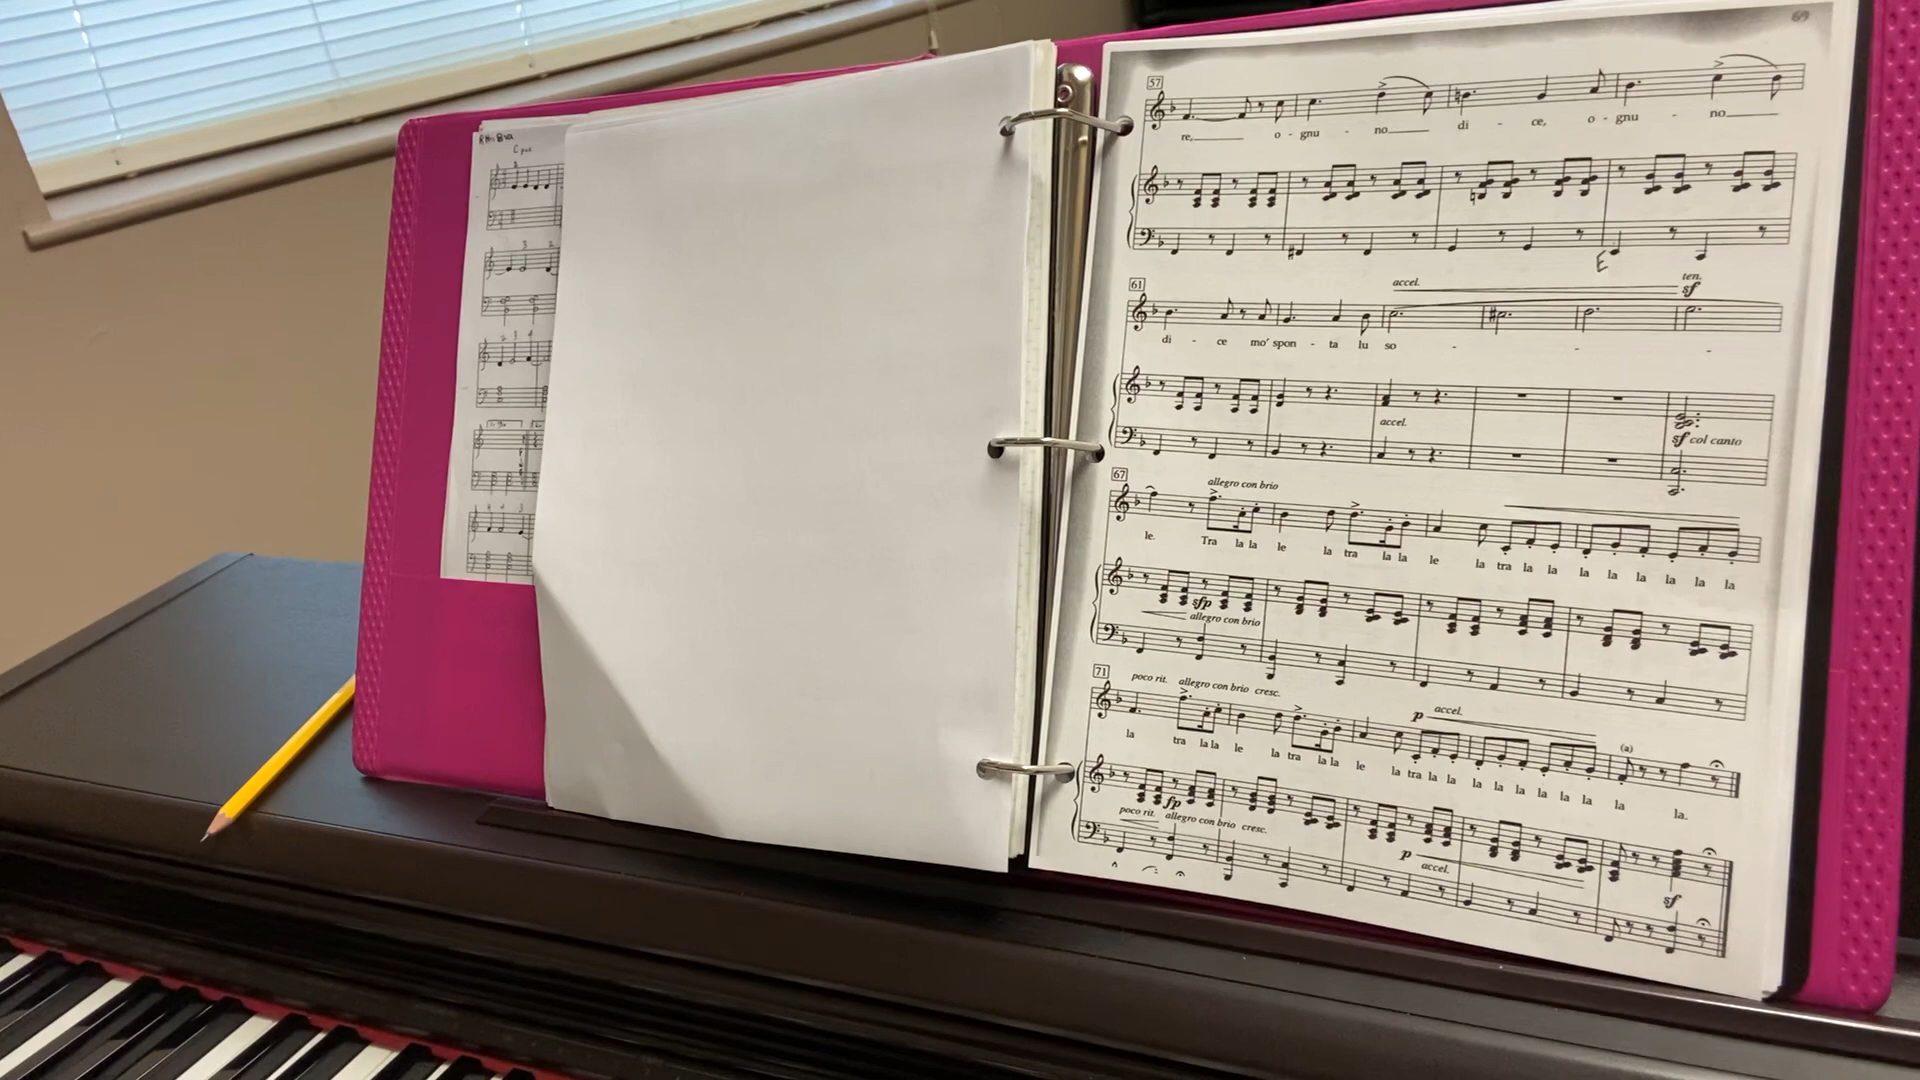 69
57
re, o - gnu - no di - ce, o - gnu - no
E
accel. ten.
61 sf
di - ce mo' spon - ta lu so - - -
accel.
sf col canto
67 allegro con brio
le. Tra la la le la tra la la le la tra la la la la la la la la
sfp
allegro con brio
71 poco rit. allegro con brio cresc. p accel.
(a)
la tra la la le la tra la la le la tra la la la la la la la la la la.
fp
poco rit. allegro con brio cresc.
p accel.
sf